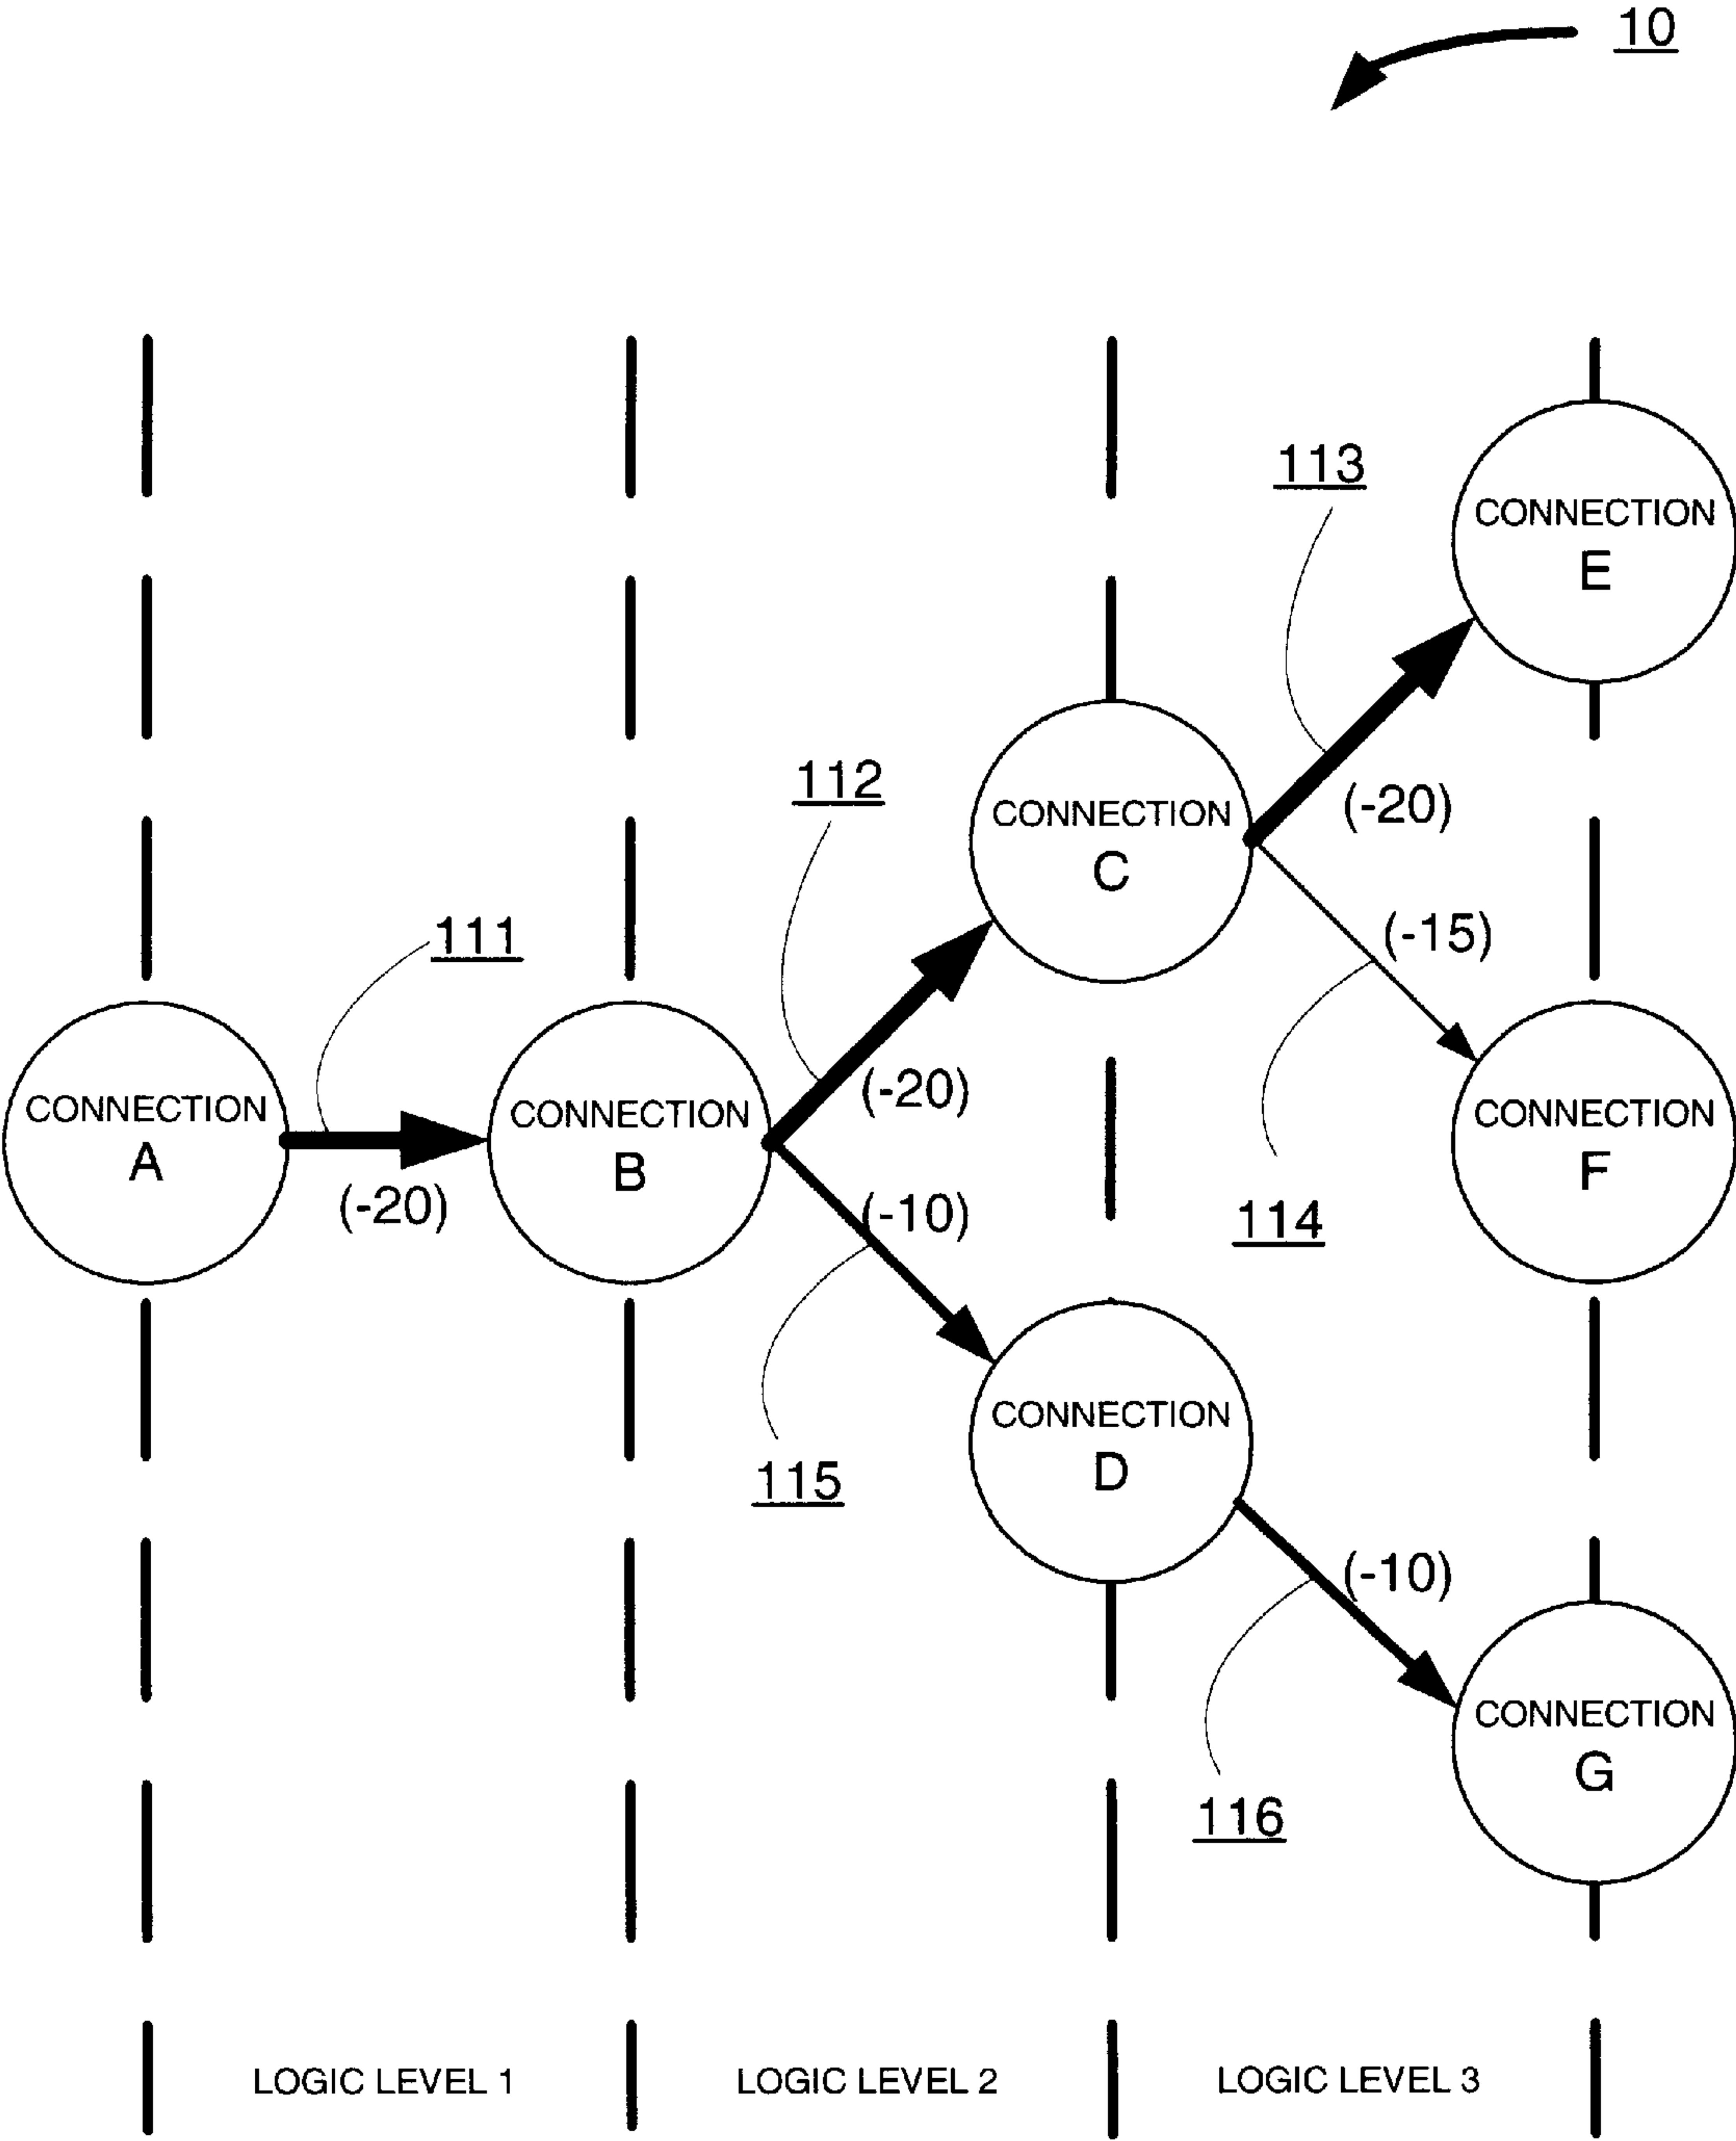 10
113
CONNECTION
E
112
(-20)
CONNECTION
C
111
(-15)
(-20)
CONNECTION
A
CONNECTION
B
CONNECTION
F
(-20)
(-10)
114
CONNECTION
D
115
(-10)
CONNECTION
G
116
LOGIC LEVEL 1
LOGIC LEVEL 2
LOGIC LEVEL 3